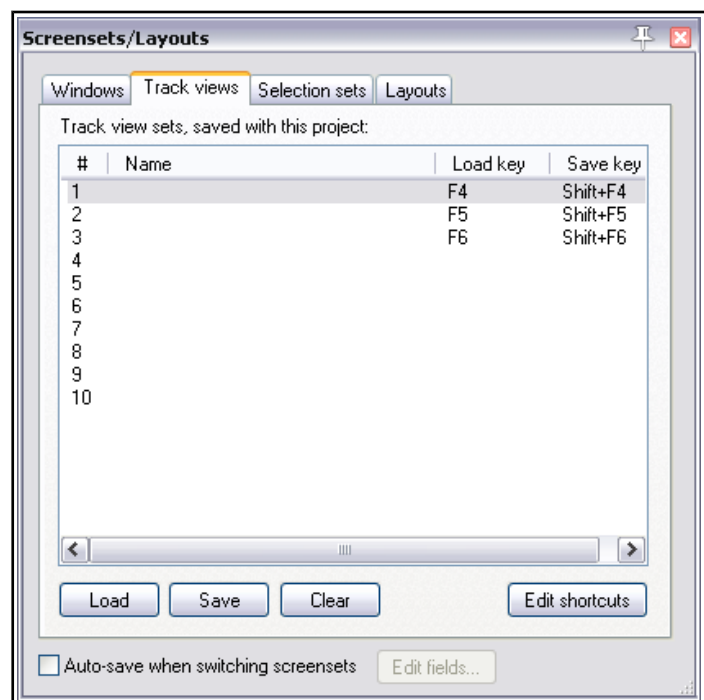 Screensets/Layouts
Windows Track views Selection sets Layouts
Track view sets, saved with this project:
# Name Load key Save key
1 F4 Shift+F4
2 F5 Shift+F5
3 F6 Shift+F6
4
5
6
7
8
9
10
Load Save Clear Edit shortcuts
Auto-save when switching screensets Edit fields...